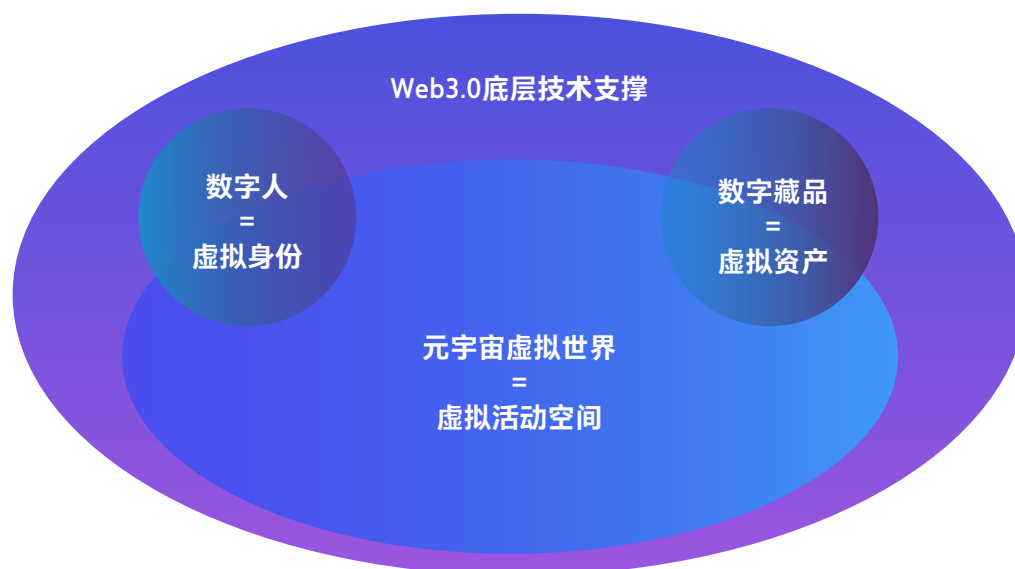 Web3.0底层技术支撑
数字人
=
虚拟身份
数字藏品
=
虚拟资产
元宇宙虚拟世界
=
虚拟活动空间